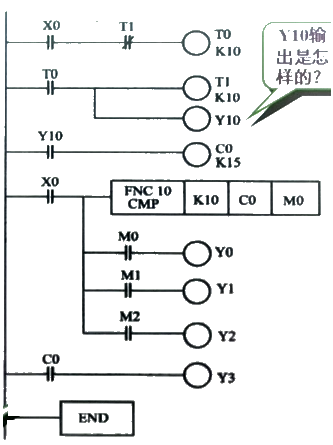 X0 T1 T0
K10
Y10输
出是怎
样的?
T0 T1
K10
Y10
Y10 C0
K15
X0 FNC 10
CMP K10 C0 M0
M0 Y0
M1 Y1
M2 Y2
C0 Y3
END